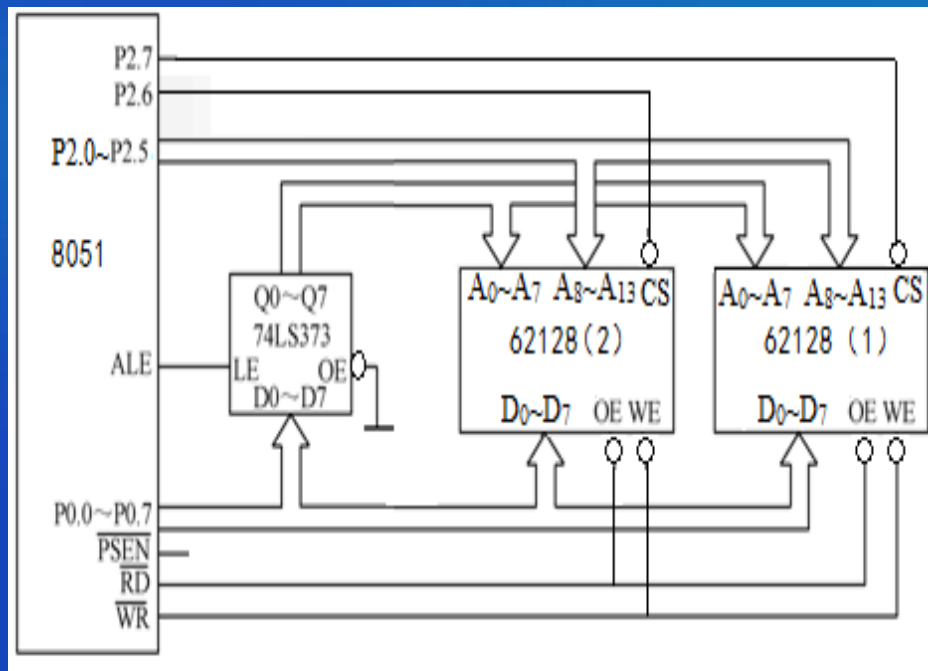 P2.7
P2.6
P2.0~P2.5
8051
ALE
P0.0～P0.7
PSEN
RD
WR
Q0～Q7
74LS373
LE OE
D0～D7
A0~A7 A8~A13 CS
62128(2)
D0~D7 OE WE
A0~A7 A8~A13 CS
62128 (1)
D0~D7 OE WE